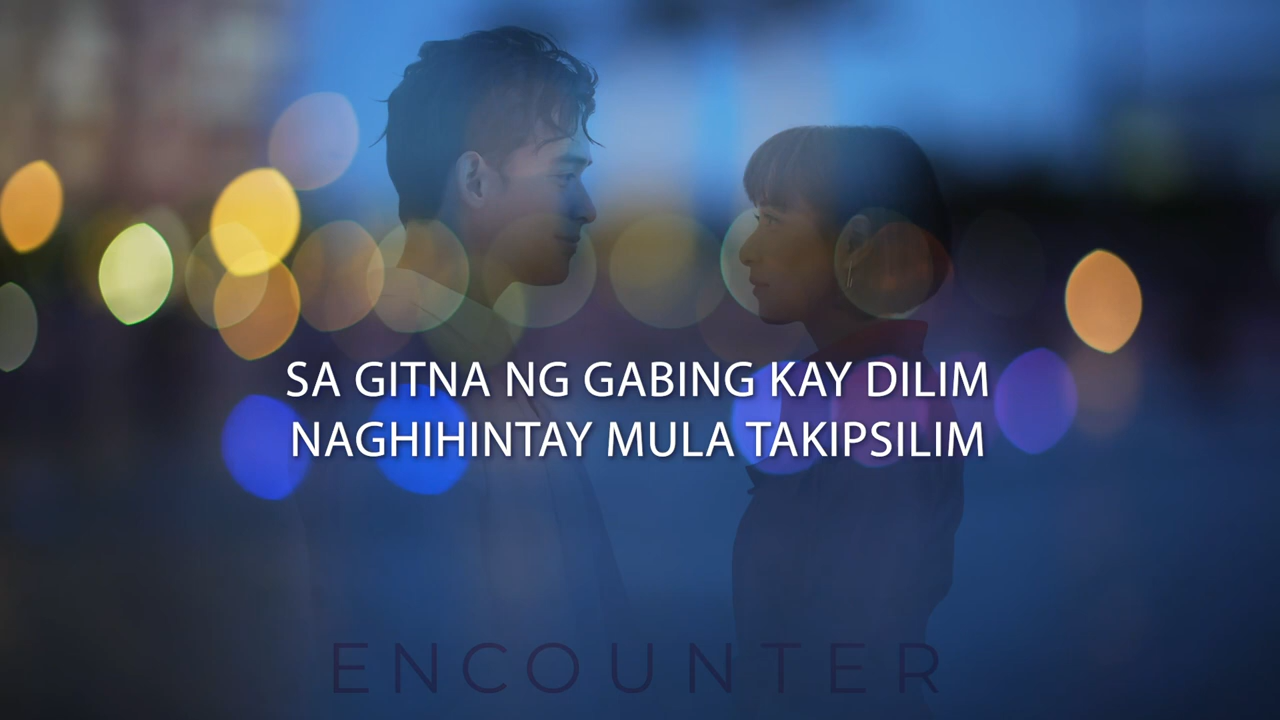 SA GITNA NG GABING KAY DILIM
NAGHIHINTAY MULA TAKIPSILIM
ENCOUNTER